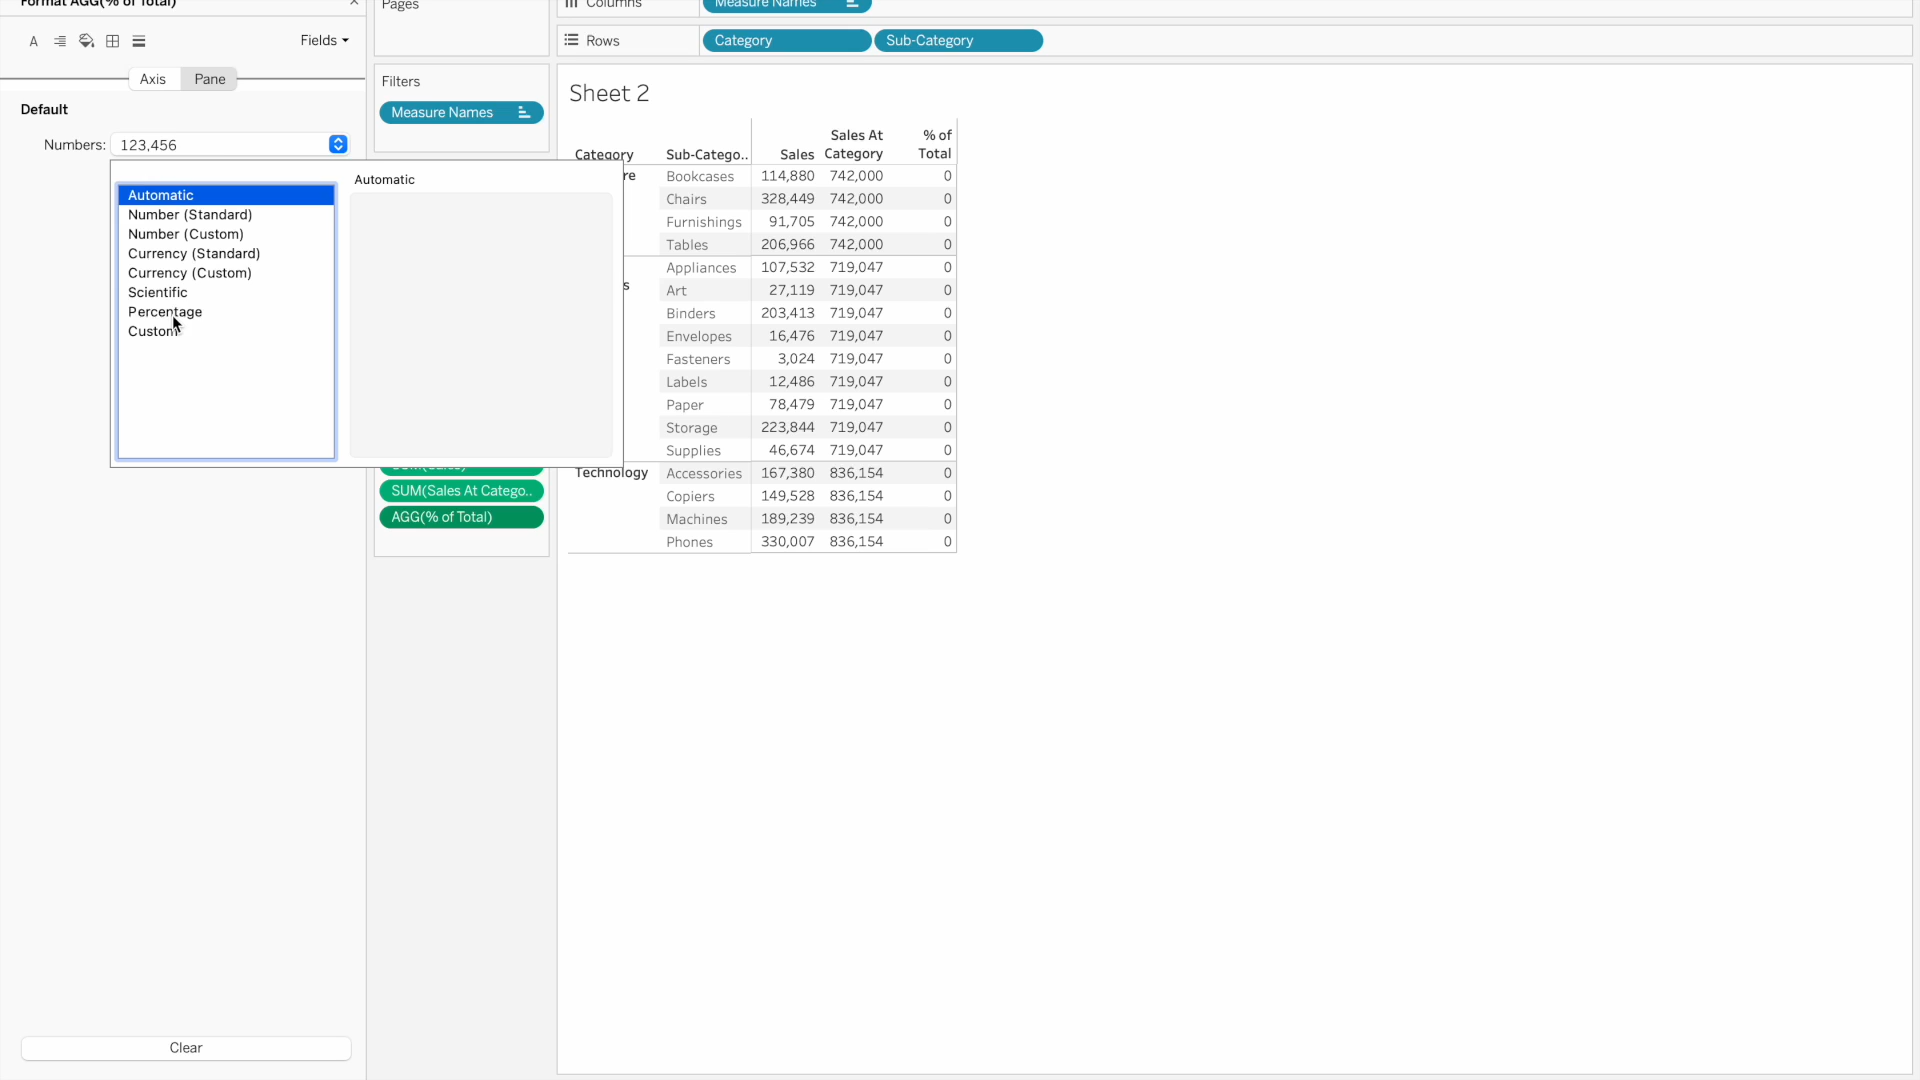 Format AGG(% of Total)
Fields
Axis
Pane
Default
Numbers:
123,456
Automatic
Number (Standard)
Number (Custom)
Currency (Standard)
Currency (Custom)
Scientific
Percentage
Custom
Automatic
Clear
Pages
Filters
Measure Names
SUM(Sales At Catego..
AGG(% of Total)
Columns
Measure Names
Rows
Category
Sub-Category
Sheet 2
Category Sub-Catego.. Sales Sales At Category % of Total
re Bookcases 114,880 742,000 0
Chairs 328,449 742,000 0
Furnishings 91,705 742,000 0
Tables 206,966 742,000 0
Appliances 107,532 719,047 0
s Art 27,119 719,047 0
Binders 203,413 719,047 0
Envelopes 16,476 719,047 0
Fasteners 3,024 719,047 0
Labels 12,486 719,047 0
Paper 78,479 719,047 0
Storage 223,844 719,047 0
Supplies 46,674 719,047 0
Technology Accessories 167,380 836,154 0
Copiers 149,528 836,154 0
Machines 189,239 836,154 0
Phones 330,007 836,154 0